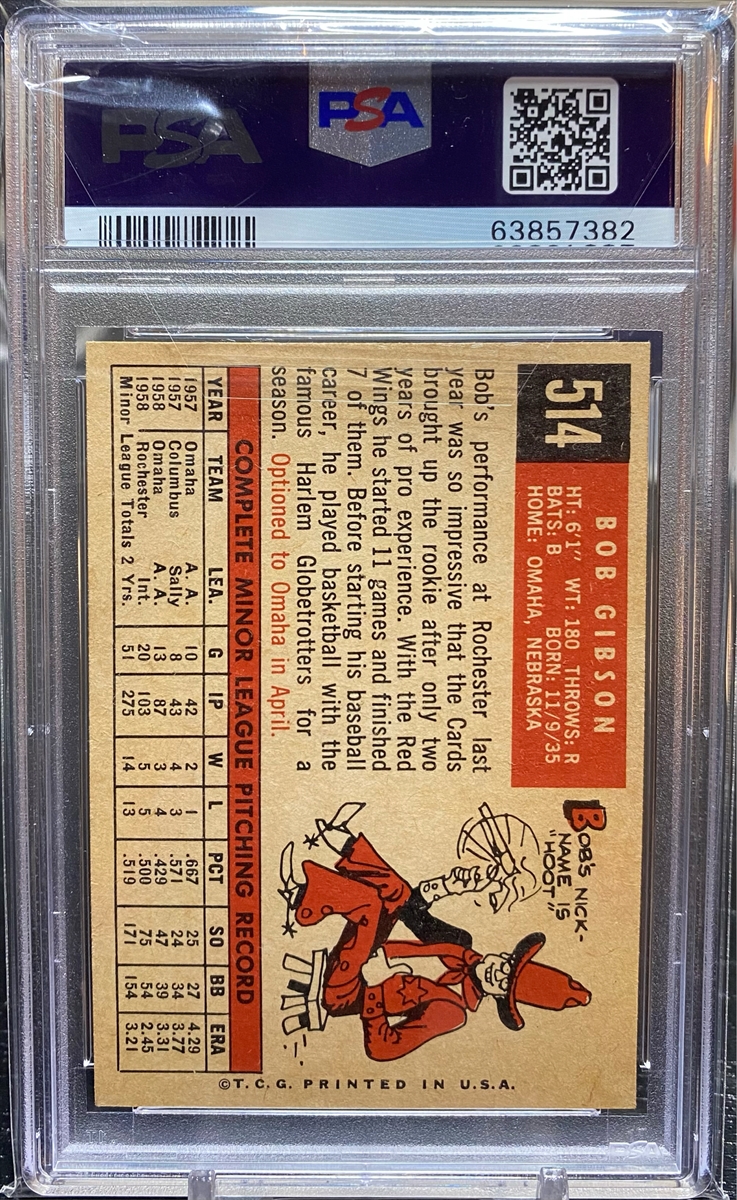 PSA
PSA
63857382
514
BOB GIBSON
HT: 6'1" WT: 180 THROWS: R
BATS: B BORN: 11/9/35
HOME: OMAHA, NEBRASKA
Bob's performance at Rochester last
year was so impressive that the Cards
brought up the rookie after only two
years of pro experience. With the Red
Wings he started 11 games and finished
7 of them. Before starting his baseball
career, he played basketball with the
famous Harlem Globetrotters for a
season. Optioned to Omaha in April.
BOB'S NICK-
NAME IS
"HOOT"
COMPLETE MINOR LEAGUE PITCHING RECORD
YEAR TEAM LEA. G IP W L PCT SO BB ERA
1957 Omaha A. A. 10 42 2 1 .667 25 27 4.29
1957 Columbus Sally 8 43 4 3 .571 24 34 3.77
1958 Omaha A. A. 13 87 3 4 .429 47 39 3.31
1958 Rochester Int. 20 103 5 5 .500 75 54 2.45
Minor League Totals 2 Yrs. 51 275 14 13 .519 171 154 3.21
©T.C.G. PRINTED IN U.S.A.
PSA